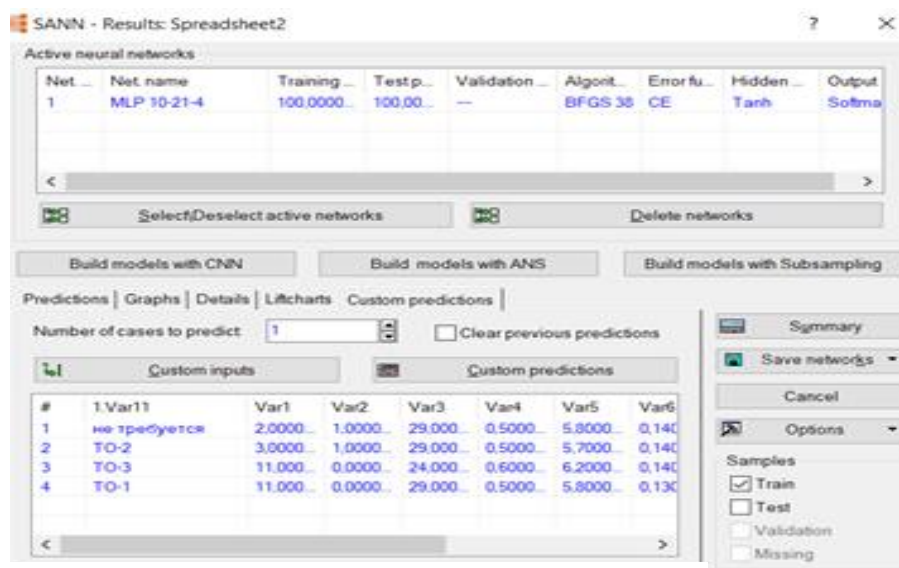 SANN - Results: Spreadsheet2 ? ×
Active neural networks
Net ... Net. name Training... Test p... Validation ... Algorit... Error fu... Hidden ... Output
1 MLP 10-21-4 100,0000... 100,00... --- BFGS 38 CE Tanh Softma
< >
Select\Deselect active networks Delete networks
Build models with CNN Build models with ANS Build models with Subsampling
Predictions Graphs Details Liftcharts Custom predictions
Number of cases to predict 1 Clear previous predictions
Summary
Custom inputs Custom predictions
Save networks
Cancel
# 1.Var11 Var1 Var2 Var3 Var4 Var5 Var6
1 не требуется 2,0000... 1,0000... 29,000... 0,5000... 5,8000... 0,140
Options
2 ТО-2 3,0000... 1,0000... 29,000... 0,5000... 5,7000... 0,140
3 ТО-3 11,000... 0,0000... 24,000... 0,6000... 6,2000... 0,140
4 ТО-1 11,000... 0,0000... 29,000... 0,5000... 5,8000... 0,130
Samples
Train
Test
Validation
Missing
< >